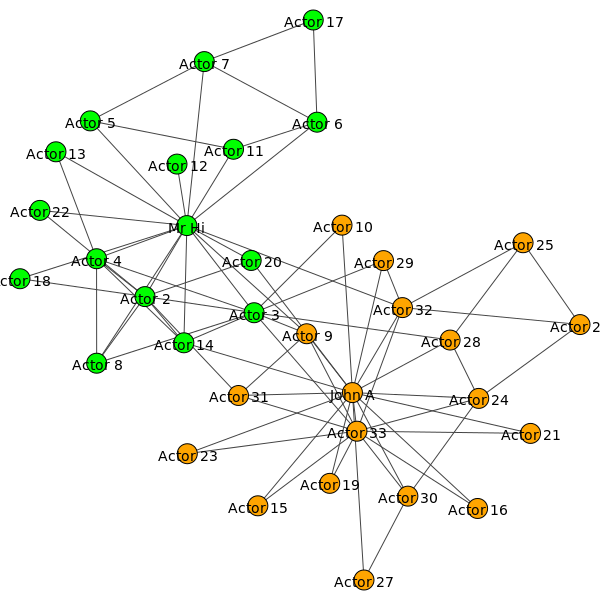 Actor 17
Actor 7
Actor 5
Actor 6
Actor 11
Actor 13
Actor 12
Actor 22
Mr Hi
Actor 10
Actor 25
Actor 4
Actor 20
Actor 29
ctor 18
Actor 2
Actor 3
Actor 32
Actor 2
Actor 14
Actor 9
Actor 28
Actor 8
Actor 31
John A
Actor 24
Actor 33
Actor 21
Actor 23
Actor 19
Actor 15
Actor 30
Actor 16
Actor 27